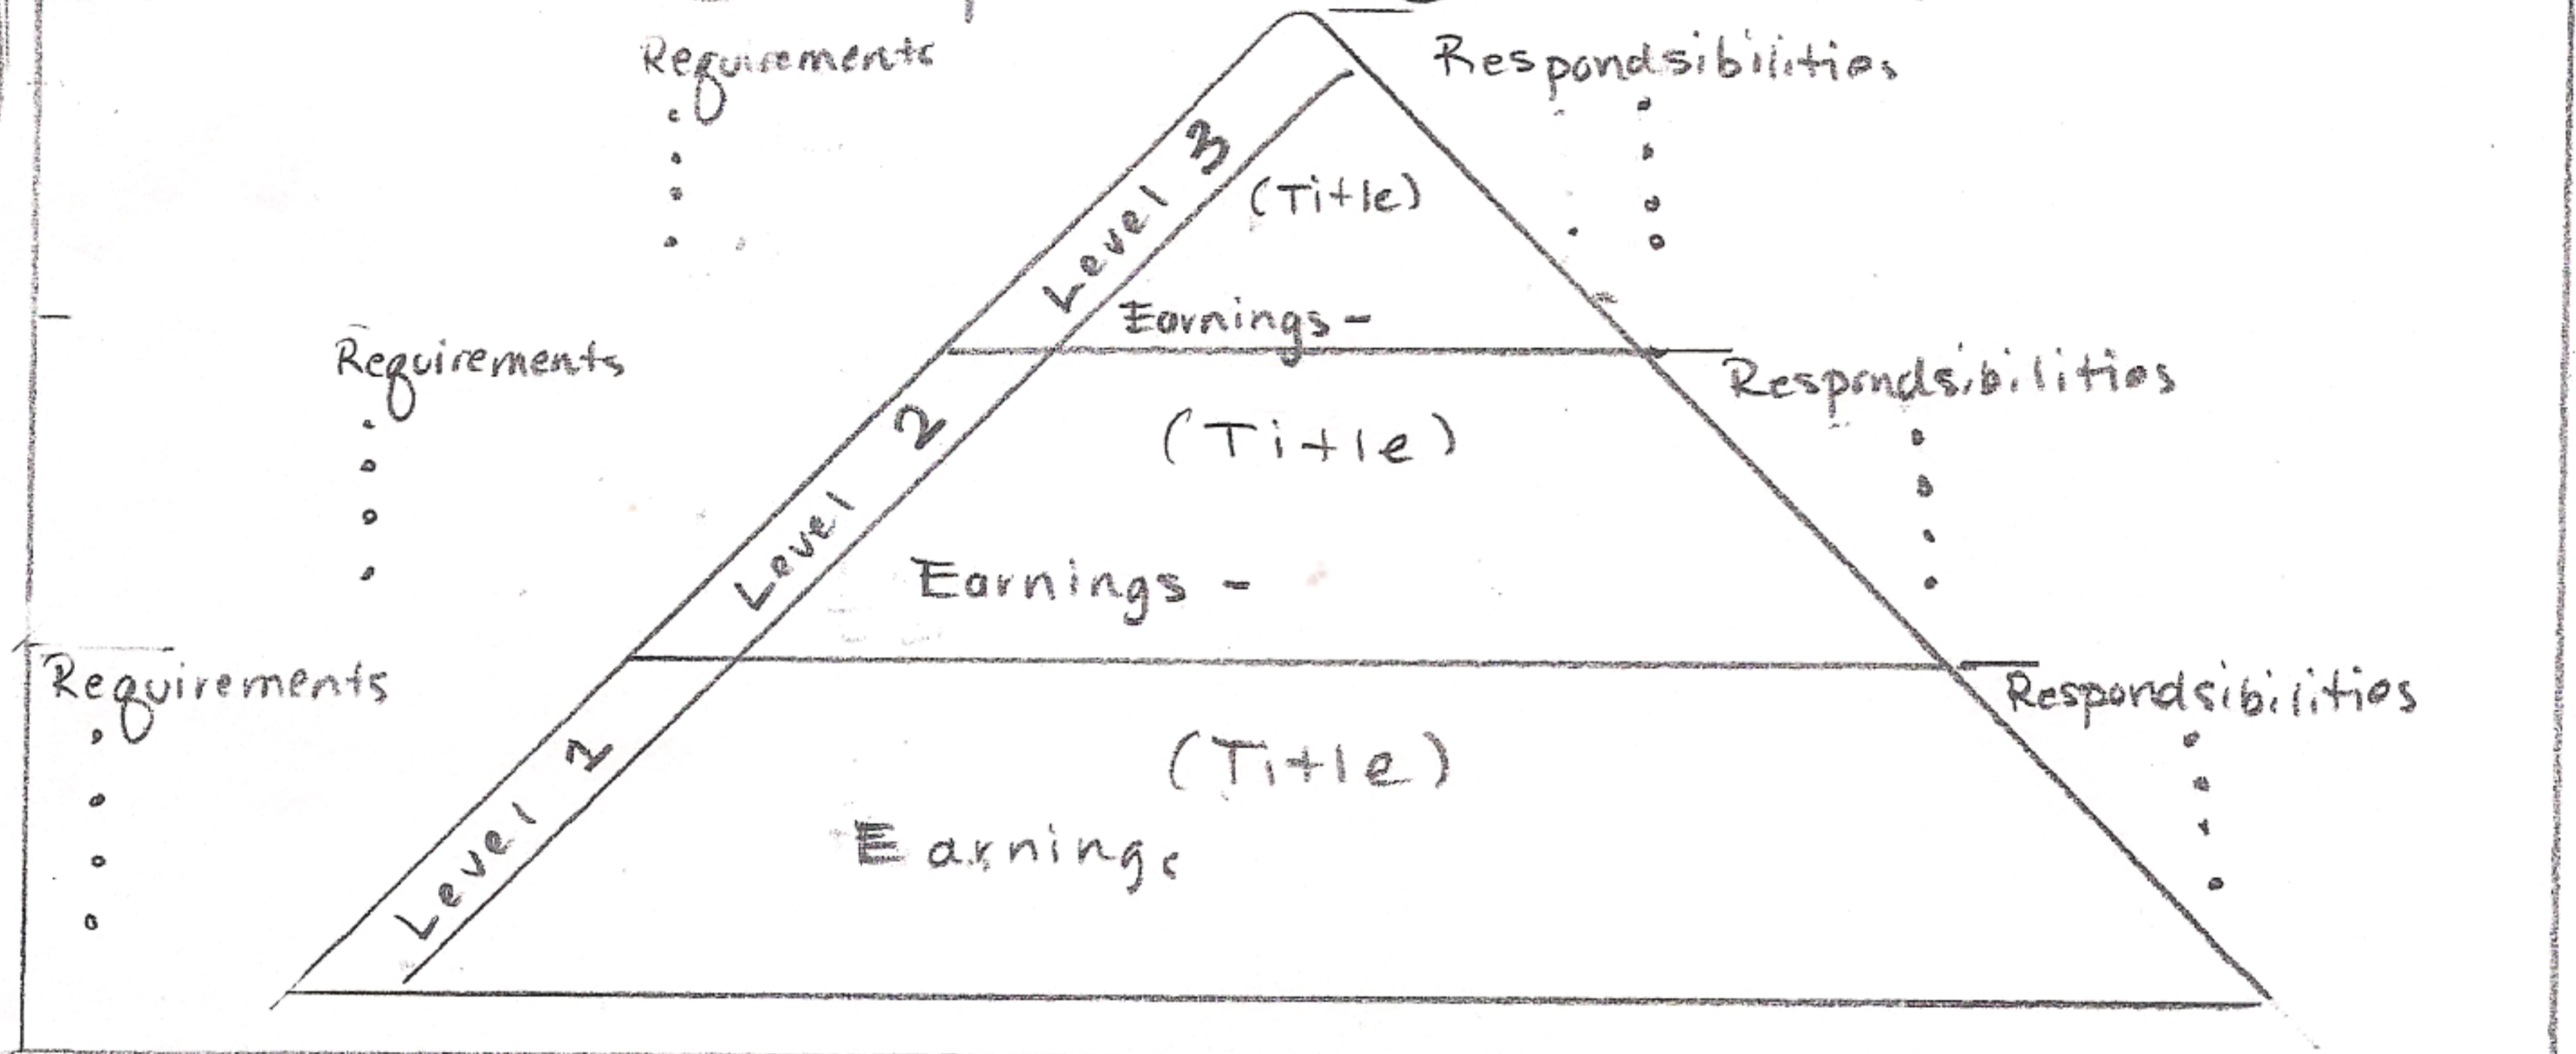 Requirements
Respondsibilities
Level 3
(Title)
Earnings -
Requirements
Respondsibilities
Level 2
(Title)
Earnings -
Requirements
Respondsibilities
Level 1
(Title)
Earnings